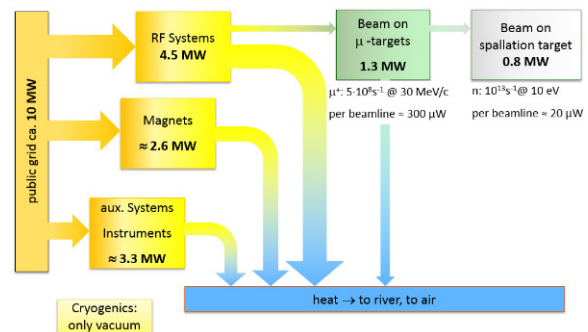 public grid ca. 10 MW
RF Systems
4.5 MW
Beam on
μ -targets
1.3 MW
Beam on
spallation target
0.8 MW
μ⁺: 5·10⁸s⁻¹ @ 30 MeV/c
per beamline ≈ 300 μW
n: 10¹³s⁻¹@ 10 eV
per beamline ≈ 20 μW
Magnets
≈ 2.6 MW
aux. Systems
Instruments
≈ 3.3 MW
heat → to river, to air
Cryogenics:
only vacuum